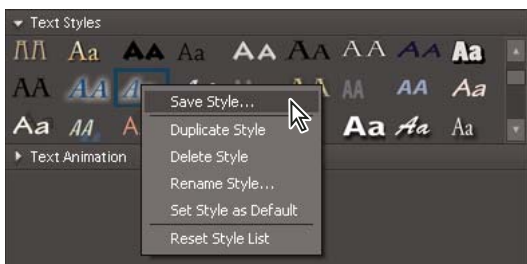 Text Styles
AA Aa AA Aa AA AA AA AA Aa
AA AA A AA AA Aa
Aa AA A Aa Aa Aa
Save Style...
Duplicate Style
Delete Style
Rename Style...
Set Style as Default
Reset Style List
Text Animation